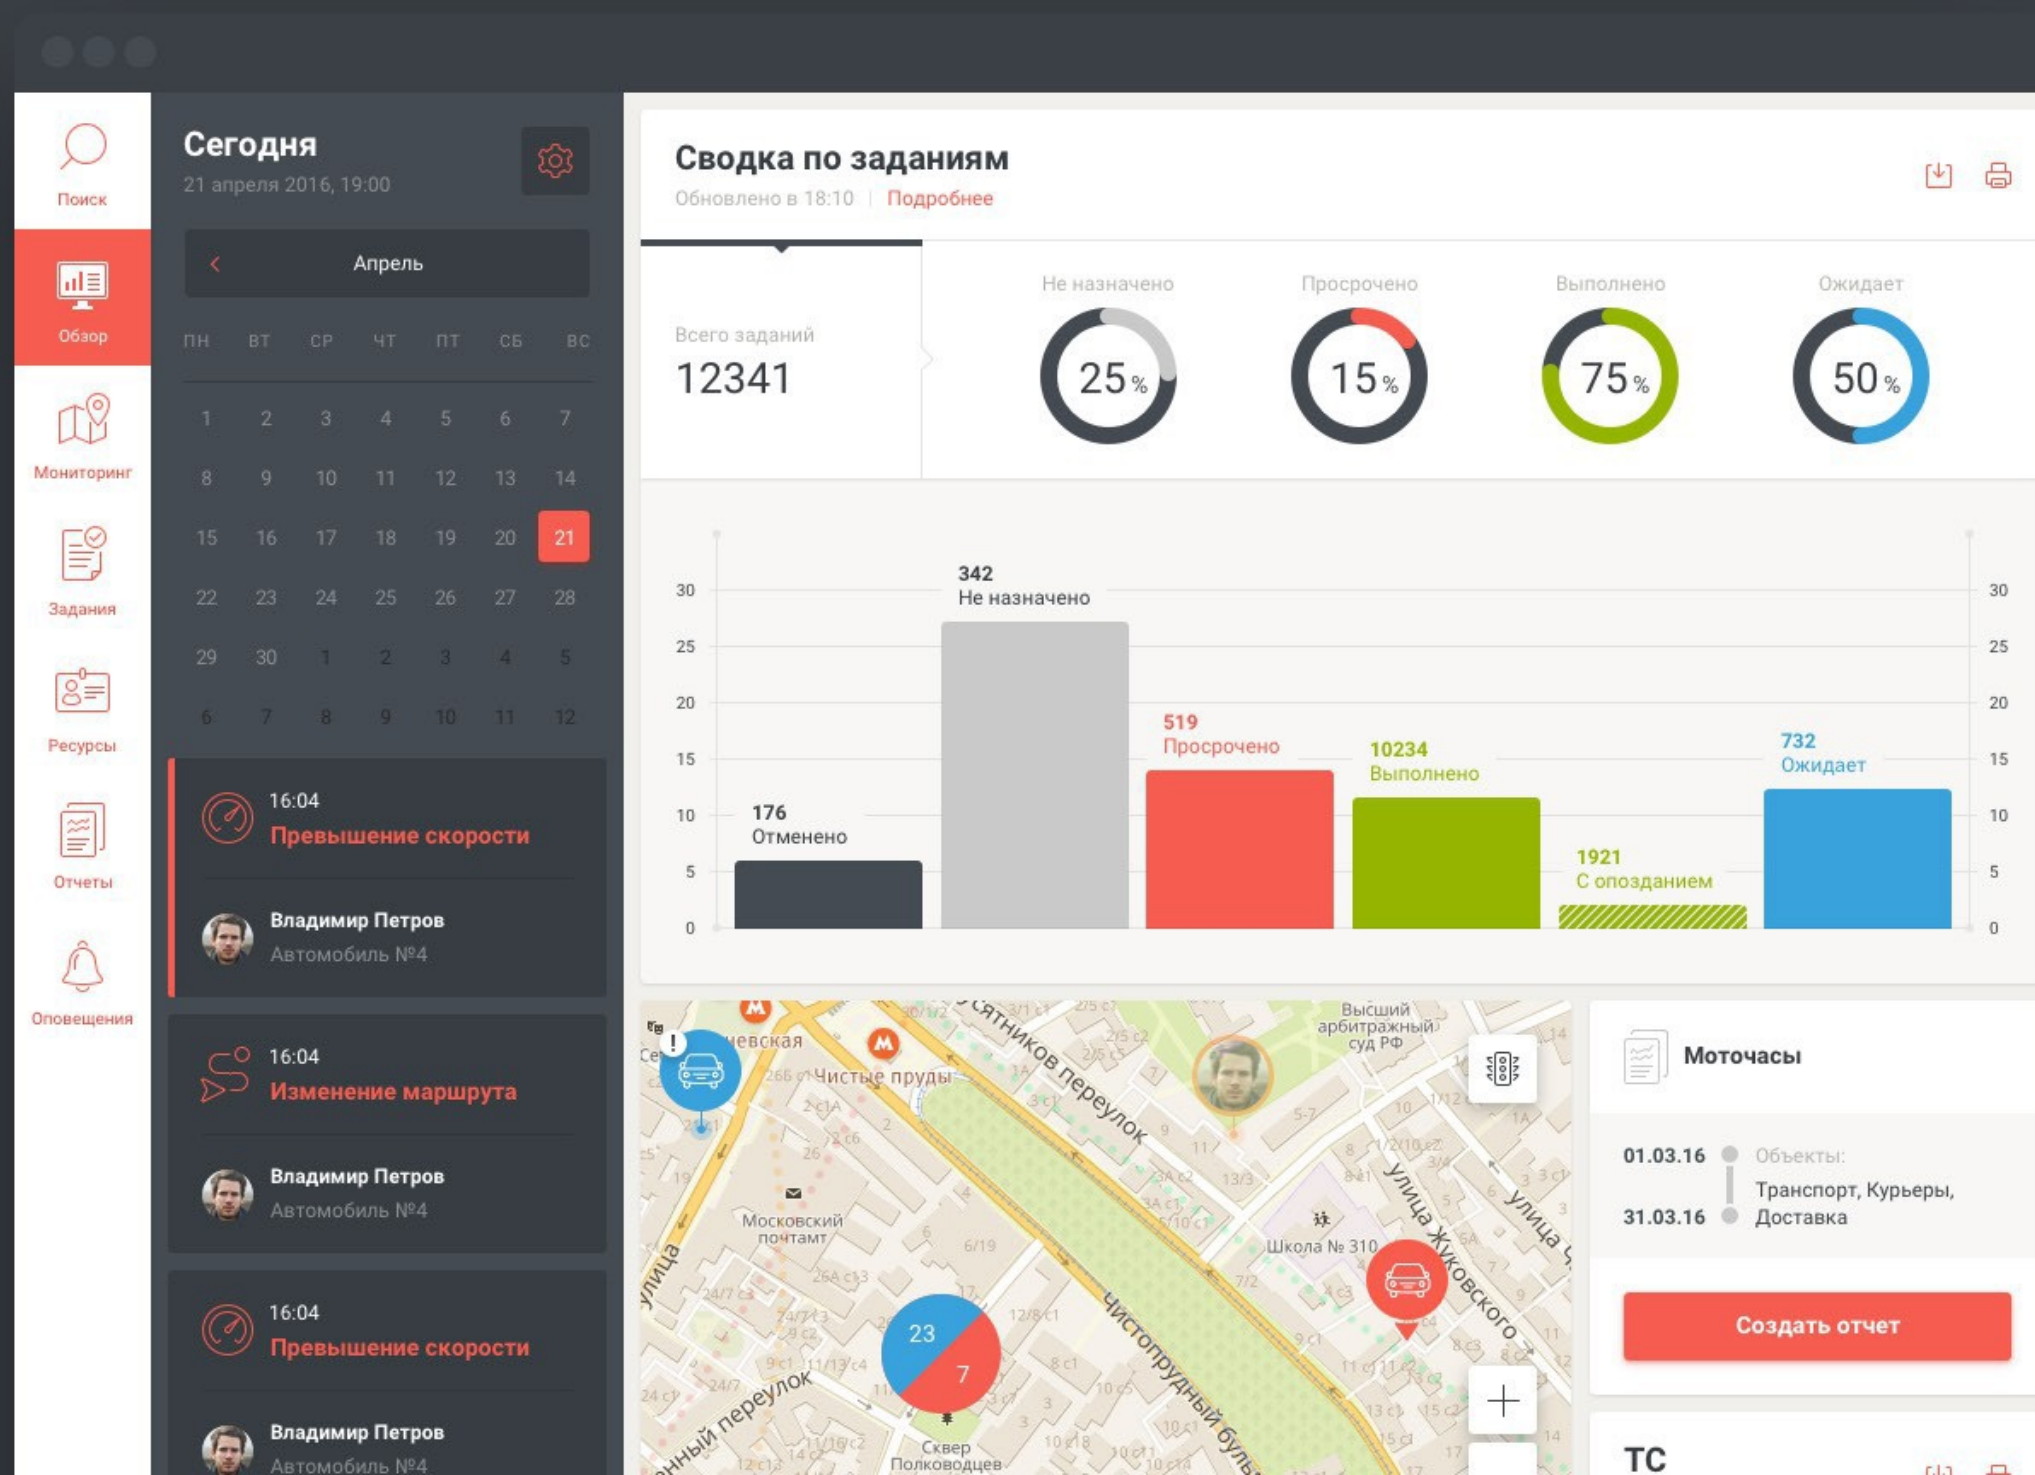 Поиск
Обзор
Мониторинг
Задания
Ресурсы
Отчеты
Оповещения
Сегодня
21 апреля 2016, 19:00
Апрель
ПН ВТ СР ЧТ ПТ СБ ВС
1 2 3 4 5 6 7
8 9 10 11 12 13 14
15 16 17 18 19 20 21
22 23 24 25 26 27 28
29 30 1 2 3 4 5
6 7 8 9 10 11 12
16:04
Превышение скорости
Владимир Петров
Автомобиль №4
16:04
Изменение маршрута
Владимир Петров
Автомобиль №4
16:04
Превышение скорости
Владимир Петров
Автомобиль №4
Сводка по заданиям
Обновлено в 18:10 | Подробнее
Всего заданий
12341
Не назначено
25 %
Просрочено
15 %
Выполнено
75 %
Ожидает
50 %
30 30
25 25
20 20
15 15
10 10
5 5
0 0
176
Отменено
342
Не назначено
519
Просрочено
10234
Выполнено
1921
С опозданием
732
Ожидает
Чистые пруды
Высший
арбитражный
суд РФ
переулок
Московский
почтамт
Школа № 310
улица
Улица Жуковского
Улица
Чистопрудный
переулок
23
7
Сквер
Полководцев
Моточасы
01.03.16
31.03.16
Объекты:
Транспорт, Курьеры,
Доставка
Создать отчет
ТС